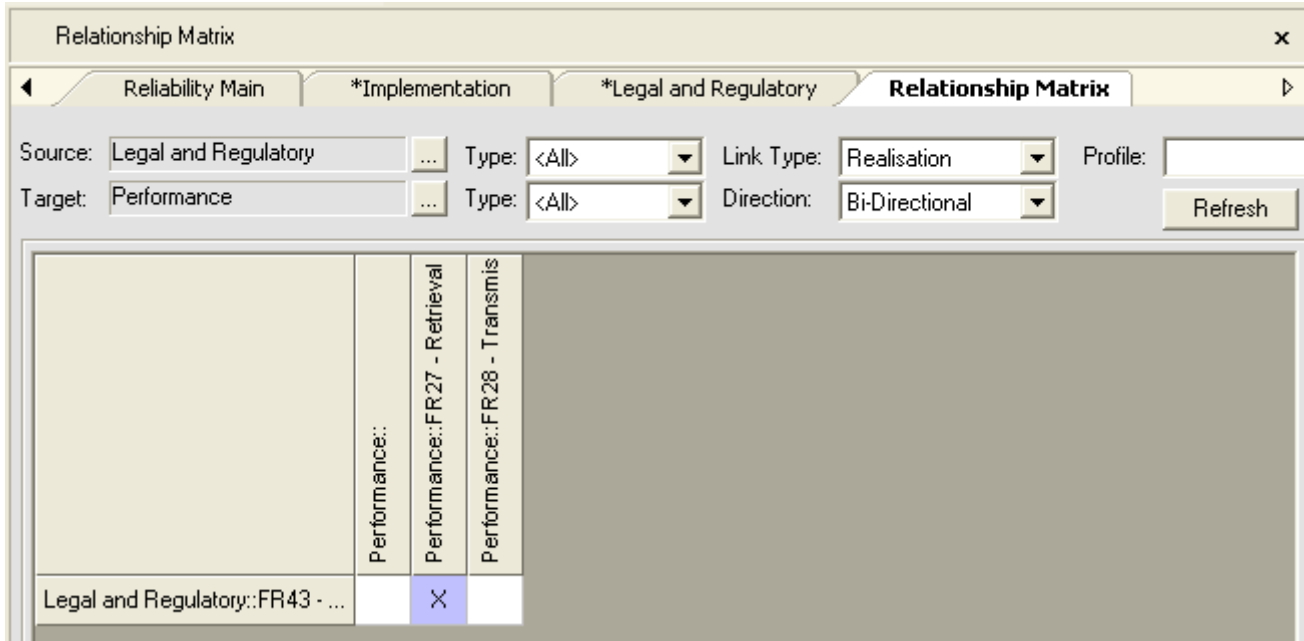 Relationship Matrix
Reliability Main *Implementation *Legal and Regulatory Relationship Matrix
Source: Legal and Regulatory ... Type: <All> Link Type: Realisation Profile:
Target: Performance ... Type: <All> Direction: Bi-Directional
Refresh
Performance::
Performance::FR27 - Retrieval
Performance::FR28 - Transmis
Legal and Regulatory::FR43 - ... X